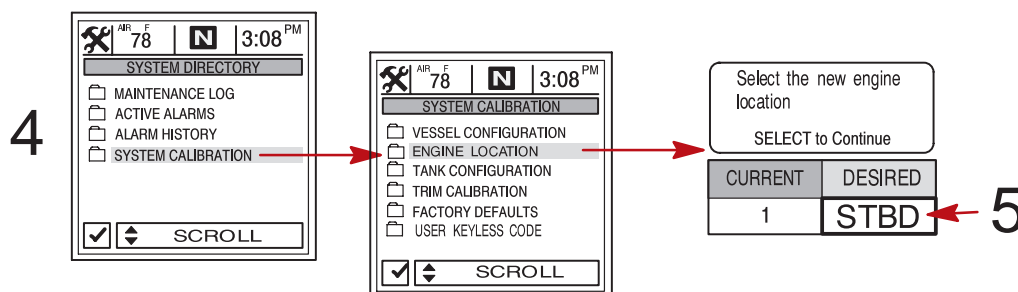 4
AIR F
78 N 3:08 PM
SYSTEM DIRECTORY
MAINTENANCE LOG
ACTIVE ALARMS
ALARM HISTORY
SYSTEM CALIBRATION
SCROLL
AIR F
78 N 3:08 PM
SYSTEM CALIBRATION
VESSEL CONFIGURATION
ENGINE LOCATION
TANK CONFIGURATION
TRIM CALIBRATION
FACTORY DEFAULTS
USER KEYLESS CODE
SCROLL
Select the new engine
location
SELECT to Continue
CURRENT DESIRED
1 STBD
5